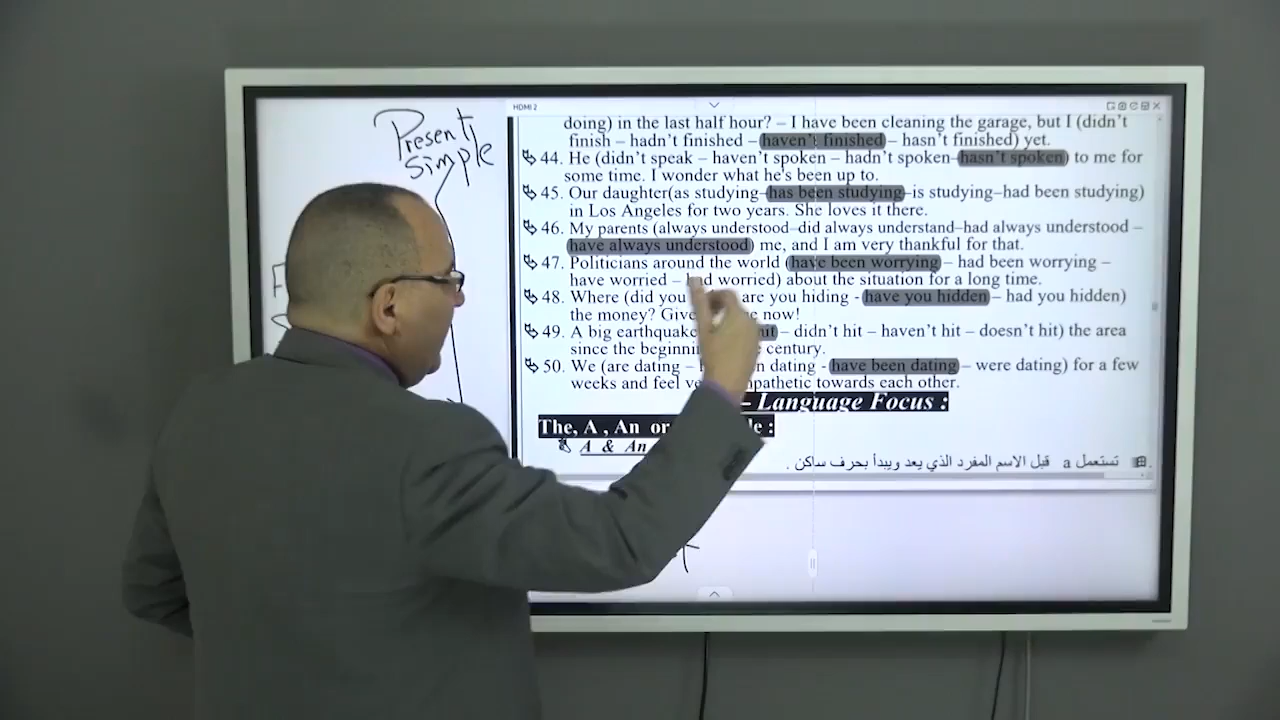 Present
simple
HDMI 2
doing) in the last half hour? – I have been cleaning the garage, but I (didn't
finish – hadn't finished – haven't finished – hasn't finished) yet.
44. He (didn't speak – haven't spoken – hadn't spoken–hasn't spoken) to me for
some time. I wonder what he's been up to.
45. Our daughter(as studying–has been studying–is studying–had been studying)
in Los Angeles for two years. She loves it there.
46. My parents (always understood–did always understand–had always understood –
have always understood) me, and I am very thankful for that.
47. Politicians around the world (have been worrying – had been worrying –
have worried – had worried) about the situation for a long time.
48. Where (did you are you hiding - have you hidden – had you hidden)
the money? Give now!
49. A big earthquake hit – didn't hit – haven't hit – doesn't hit) the area
since the century.
50. We (are dating – dating - have been dating – were dating) for a few
weeks and feel towards each other.
– Language Focus :
The, A , An or :
A & An
تستعمل a قبل الاسم المفرد الذي يعد ويبدأ بحرف ساكن .